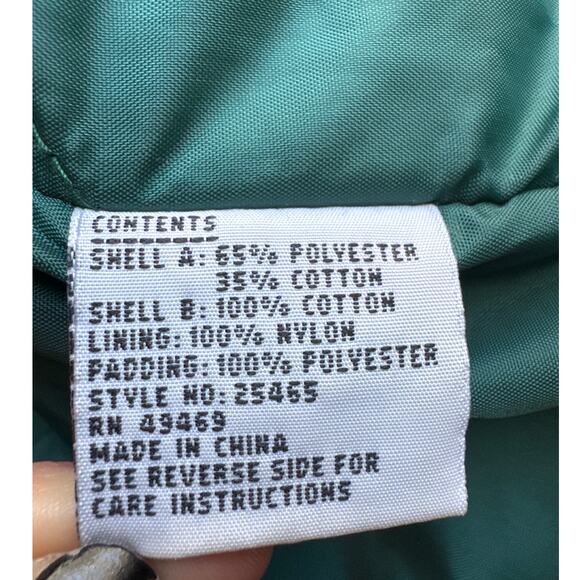 CONTENTS
SHELL A: 65% POLYESTER
35% COTTON
SHELL B: 100% COTTON
LINING: 100% NYLON
PADDING: 100% POLYESTER
STYLE NO: 25465
RN 43469
MADE IN CHINA
SEE REVERSE SIDE FOR
CARE INSTRUCTIONS